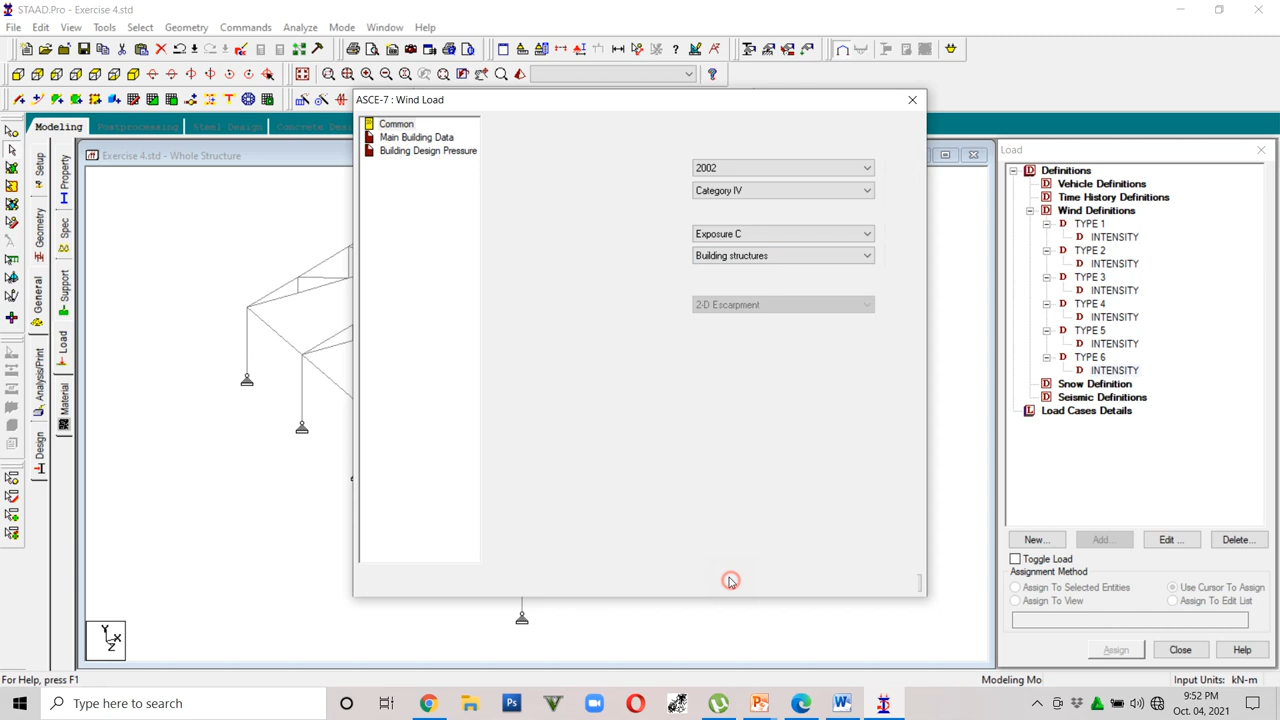 STAAD.Pro - Exercise 4.std
File Edit View Tools Select Geometry Commands Analyze Mode Window Help
Modeling Postprocessing Steel Design Concrete Des
Exercise 4.std - Whole Structure
Setup
Geometry
General
Analysis/Print
Design
Property
Spec
Support
Load
Material
ASCE-7 : Wind Load
Common
Main Building Data
Building Design Pressure
2002
Category IV
Exposure C
Building structures
2-D Escarpment
Load
Definitions
Vehicle Definitions
Time History Definitions
Wind Definitions
TYPE 1
INTENSITY
TYPE 2
INTENSITY
TYPE 3
INTENSITY
TYPE 4
INTENSITY
TYPE 5
INTENSITY
TYPE 6
INTENSITY
Snow Definition
Seismic Definitions
Load Cases Details
New... Add... Edit ... Delete...
Toggle Load
Assignment Method
Assign To Selected Entities Use Cursor To Assign
Assign To View Assign To Edit List
Assign Close Help
Y
X
Z
For Help, press F1 Modeling Mo Input Units: kN-m
Type here to search
9:52 PM
Oct. 04, 2021